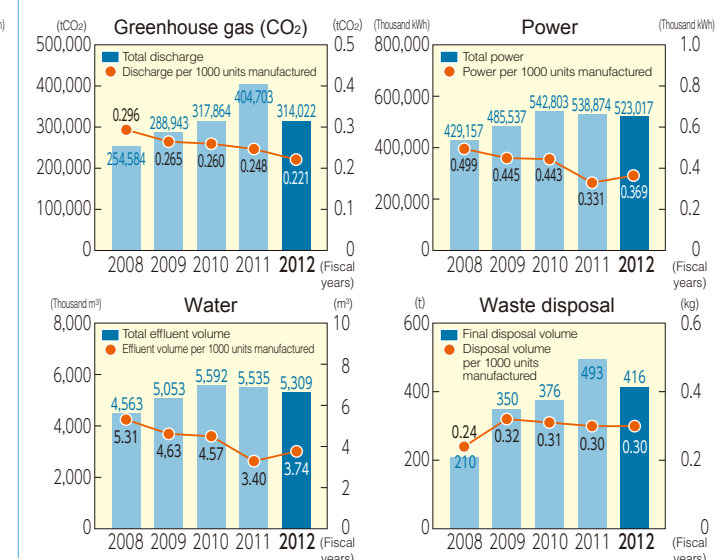 Greenhouse gas (CO₂)
(tCO₂)
(tCO₂)
500,000
400,000
300,000
200,000
100,000
0
0.5
0.4
0.3
0.2
0.1
0
Total discharge
Discharge per 1000 units manufactured
254,584
288,943
317,864
404,703
314,022
0.296
0.265
0.260
0.248
0.221
2008 2009 2010 2011 2012 (Fiscal
years)
Power
(Thousand kWh)
(Thousand kWh)
800,000
600,000
400,000
200,000
0
1.0
0.8
0.6
0.4
0.2
0
Total power
Power per 1000 units manufactured
429,157
485,537
542,803
538,874
523,017
0.499
0.445
0.443
0.331
0.369
2008 2009 2010 2011 2012 (Fiscal
years)
Water
(Thousand m³)
(m³)
8,000
6,000
4,000
2,000
0
10
8
6
4
2
0
Total effluent volume
Effluent volume per 1000 units manufactured
4,563
5,053
5,592
5,535
5,309
5.31
4,63
4.57
3.40
3.74
2008 2009 2010 2011 2012 (Fiscal
years)
Waste disposal
(t)
(kg)
600
400
200
0
0.6
0.4
0.2
0
Final disposal volume
Disposal volume
per 1000 units
manufactured
210
350
376
493
416
0.24
0.32
0.31
0.30
0.30
2008 2009 2010 2011 2012 (Fiscal
years)